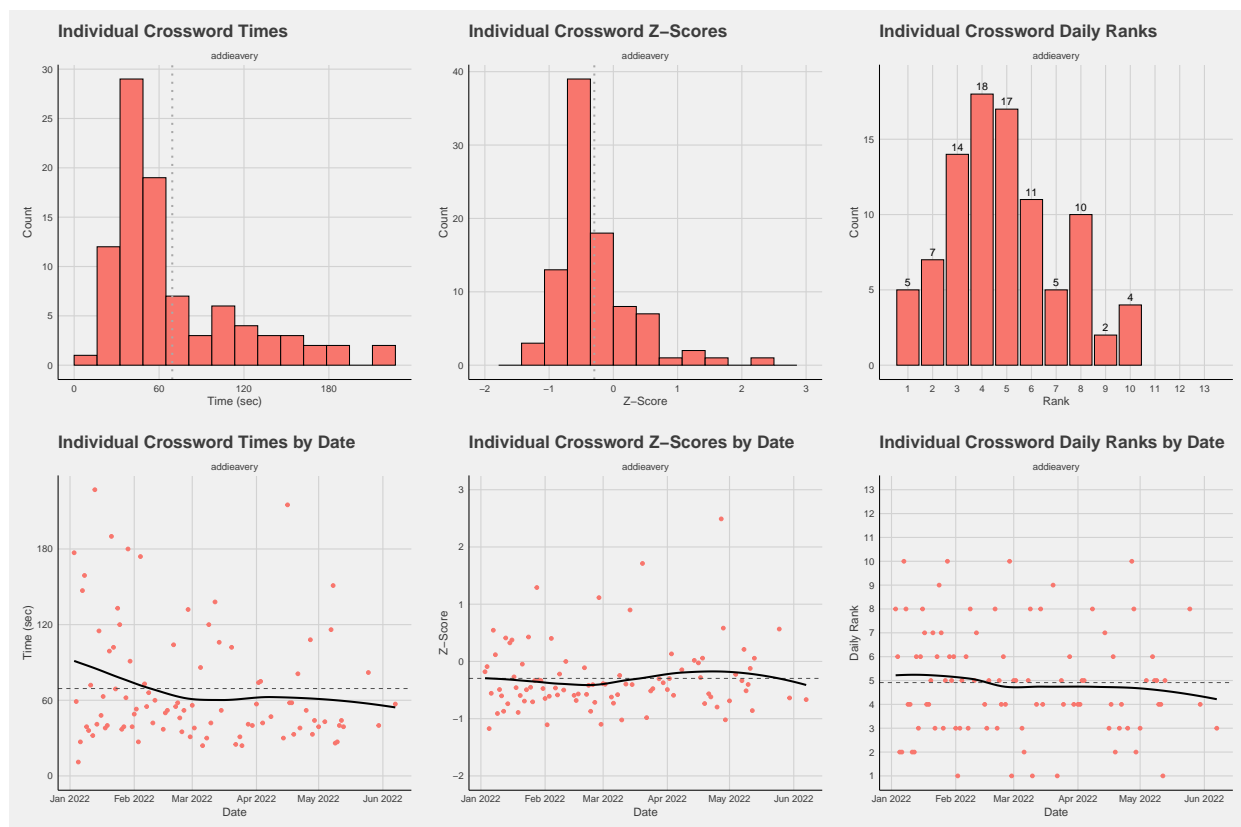 Individual Crossword Times
addieavery
30
25
20
15
10
5
0
Count
0 60 120 180
Time (sec)
Individual Crossword Z−Scores
addieavery
40
30
20
10
0
Count
−2 −1 0 1 2 3
Z−Score
Individual Crossword Daily Ranks
addieavery
15
10
5
0
Count
5 7 14 18 17 11 5 10 2 4
1 2 3 4 5 6 7 8 9 10 11 12 13
Rank
Individual Crossword Times by Date
addieavery
180
120
60
0
Time (sec)
Jan 2022 Feb 2022 Mar 2022 Apr 2022 May 2022 Jun 2022
Date
Individual Crossword Z−Scores by Date
addieavery
3
2
1
0
−1
−2
Z−Score
Jan 2022 Feb 2022 Mar 2022 Apr 2022 May 2022 Jun 2022
Date
Individual Crossword Daily Ranks by Date
addieavery
13
12
11
10
9
8
7
6
5
4
3
2
1
Daily Rank
Jan 2022 Feb 2022 Mar 2022 Apr 2022 May 2022 Jun 2022
Date